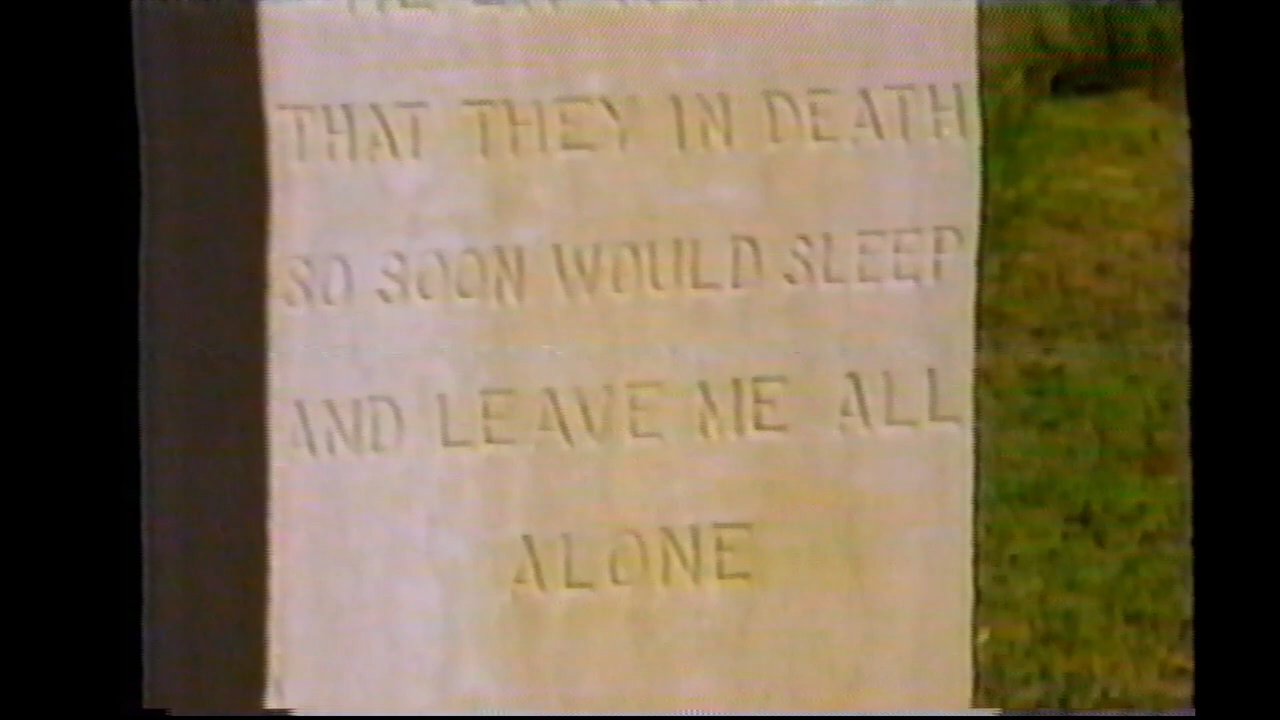 THAT THEY IN DEATH
SO SOON WOULD SLEEP
AND LEAVE ME ALL
ALONE